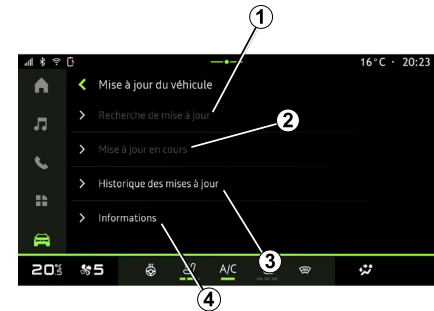 1
16°C · 20:23
Mise à jour du véhicule
Recherche de mise à jour
2
Mise à jour en cours
Historique des mises à jour
Informations
20
5
A/C
3
4